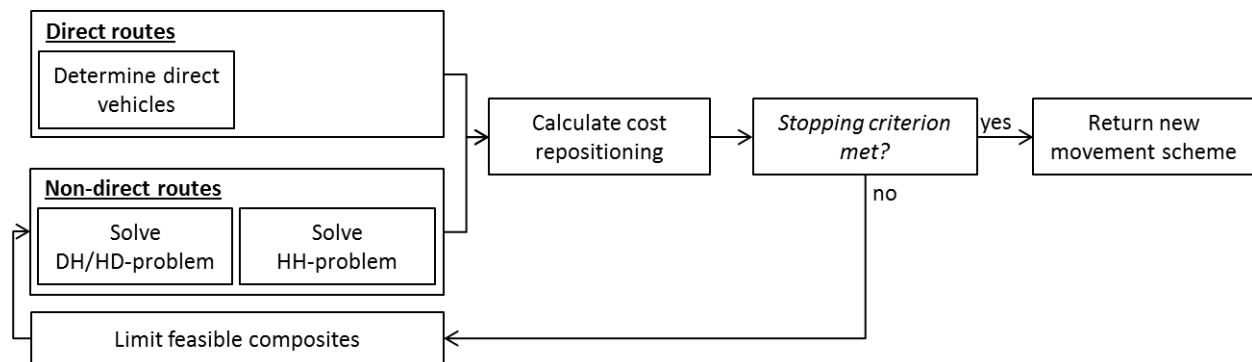 Direct routes
Determine direct
vehicles
Non-direct routes
Solve
DH/HD-problem
Solve
HH-problem
Limit feasible composites
Calculate cost
repositioning
Stopping criterion
met?
yes
no
Return new
movement scheme